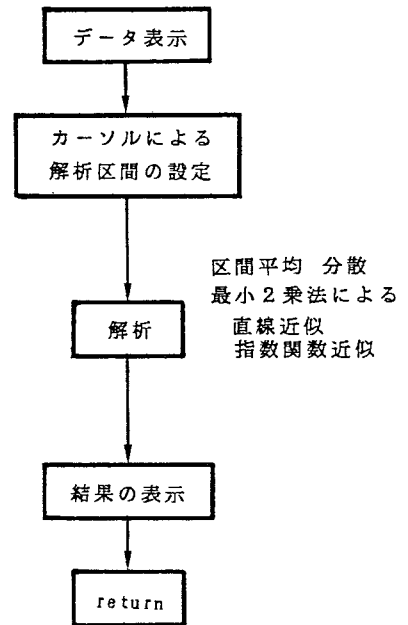 データ表示
カーソルによる
解析区間の設定
区間平均 分散
最小2乗法による
直線近似
指数関数近似
解析
結果の表示
return